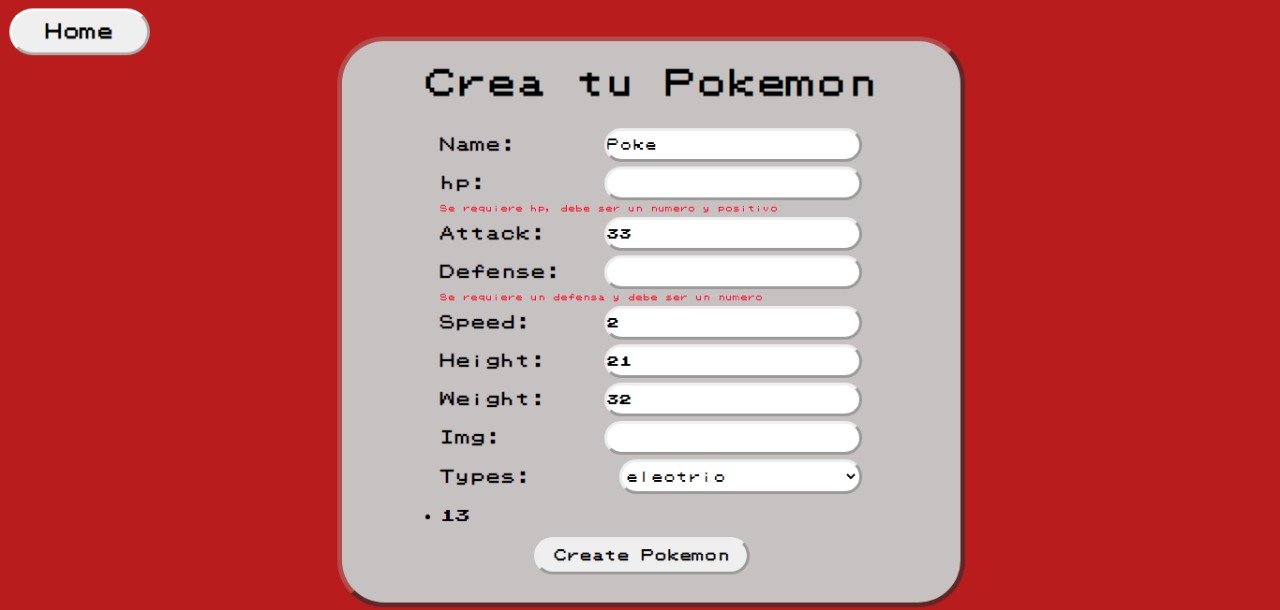 Home
Crea tu Pokemon
Name: Poke
hp:
Se requiere hp, debe ser un numero y positivo
Attack: 33
Defense:
Se requiere un defensa y debe ser un numero
Speed: 2
Height: 21
Weight: 32
Img:
Types: electric
• 13
Create Pokemon